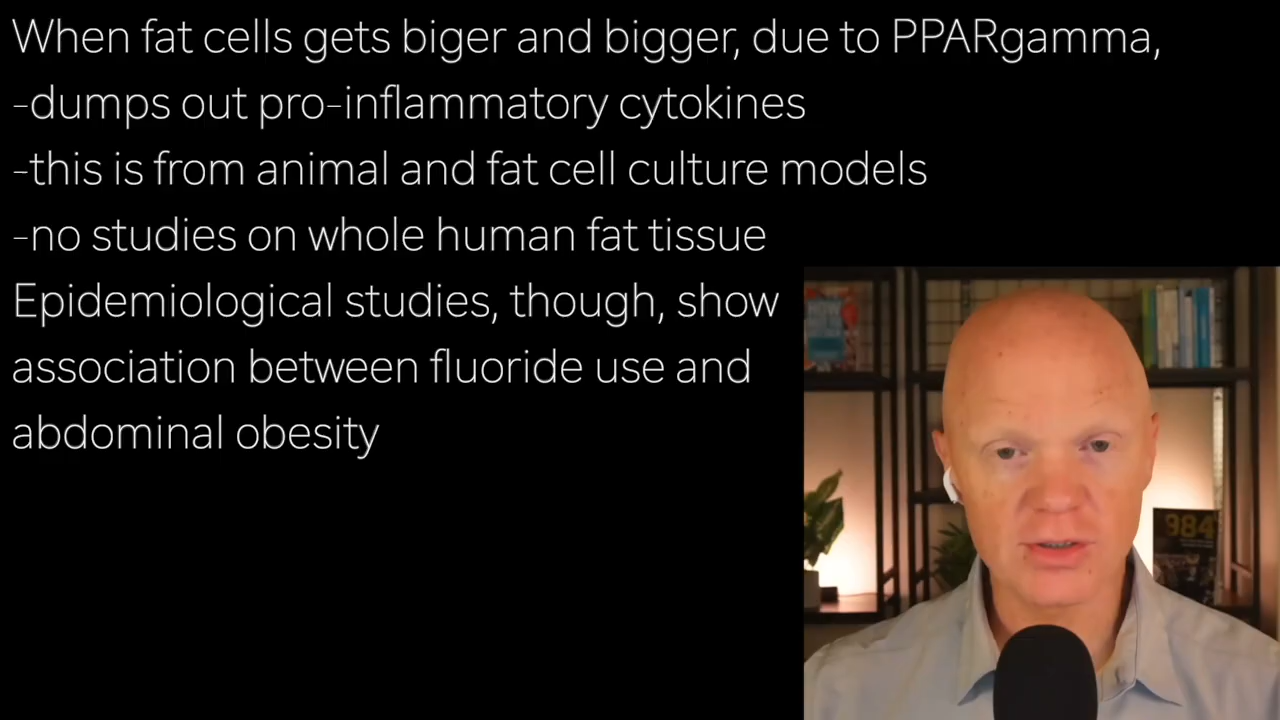 When fat cells gets biger and bigger, due to PPARgamma,
-dumps out pro-inflammatory cytokines
-this is from animal and fat cell culture models
-no studies on whole human fat tissue
Epidemiological studies, though, show
association between fluoride use and
abdominal obesity
984